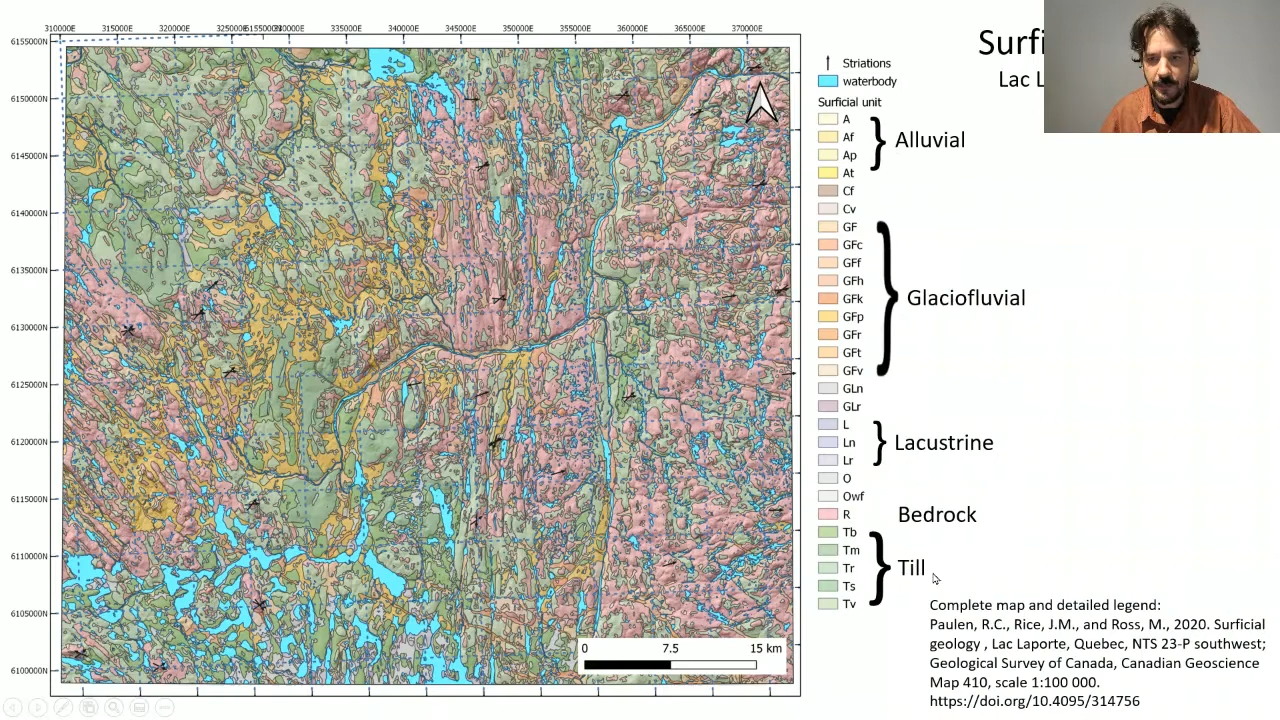 Surfi
Lac L
310000E 315000E 320000E 335000E 340000E 345000E 350000E 355000E 360000E 365000E 370000E
6155000N
6150000N
6145000N
6140000N
6135000N
6130000N
6125000N
6120000N
6115000N
6110000N
6105000N
6100000N
0 7.5 15 km
Striations
waterbody
Surficial unit
A
Af
Ap
At
Alluvial
Cf
Cv
GF
GFc
GFf
GFh
GFk
GFp
GFr
GFt
GFv
Glaciofluvial
GLn
GLr
L
Ln
Lr
Lacustrine
O
Owf
R
Bedrock
Tb
Tm
Tr
Ts
Tv
Till
Complete map and detailed legend:
Paulen, R.C., Rice, J.M., and Ross, M., 2020. Surficial
geology , Lac Laporte, Quebec, NTS 23-P southwest;
Geological Survey of Canada, Canadian Geoscience
Map 410, scale 1:100 000.
https://doi.org/10.4095/314756